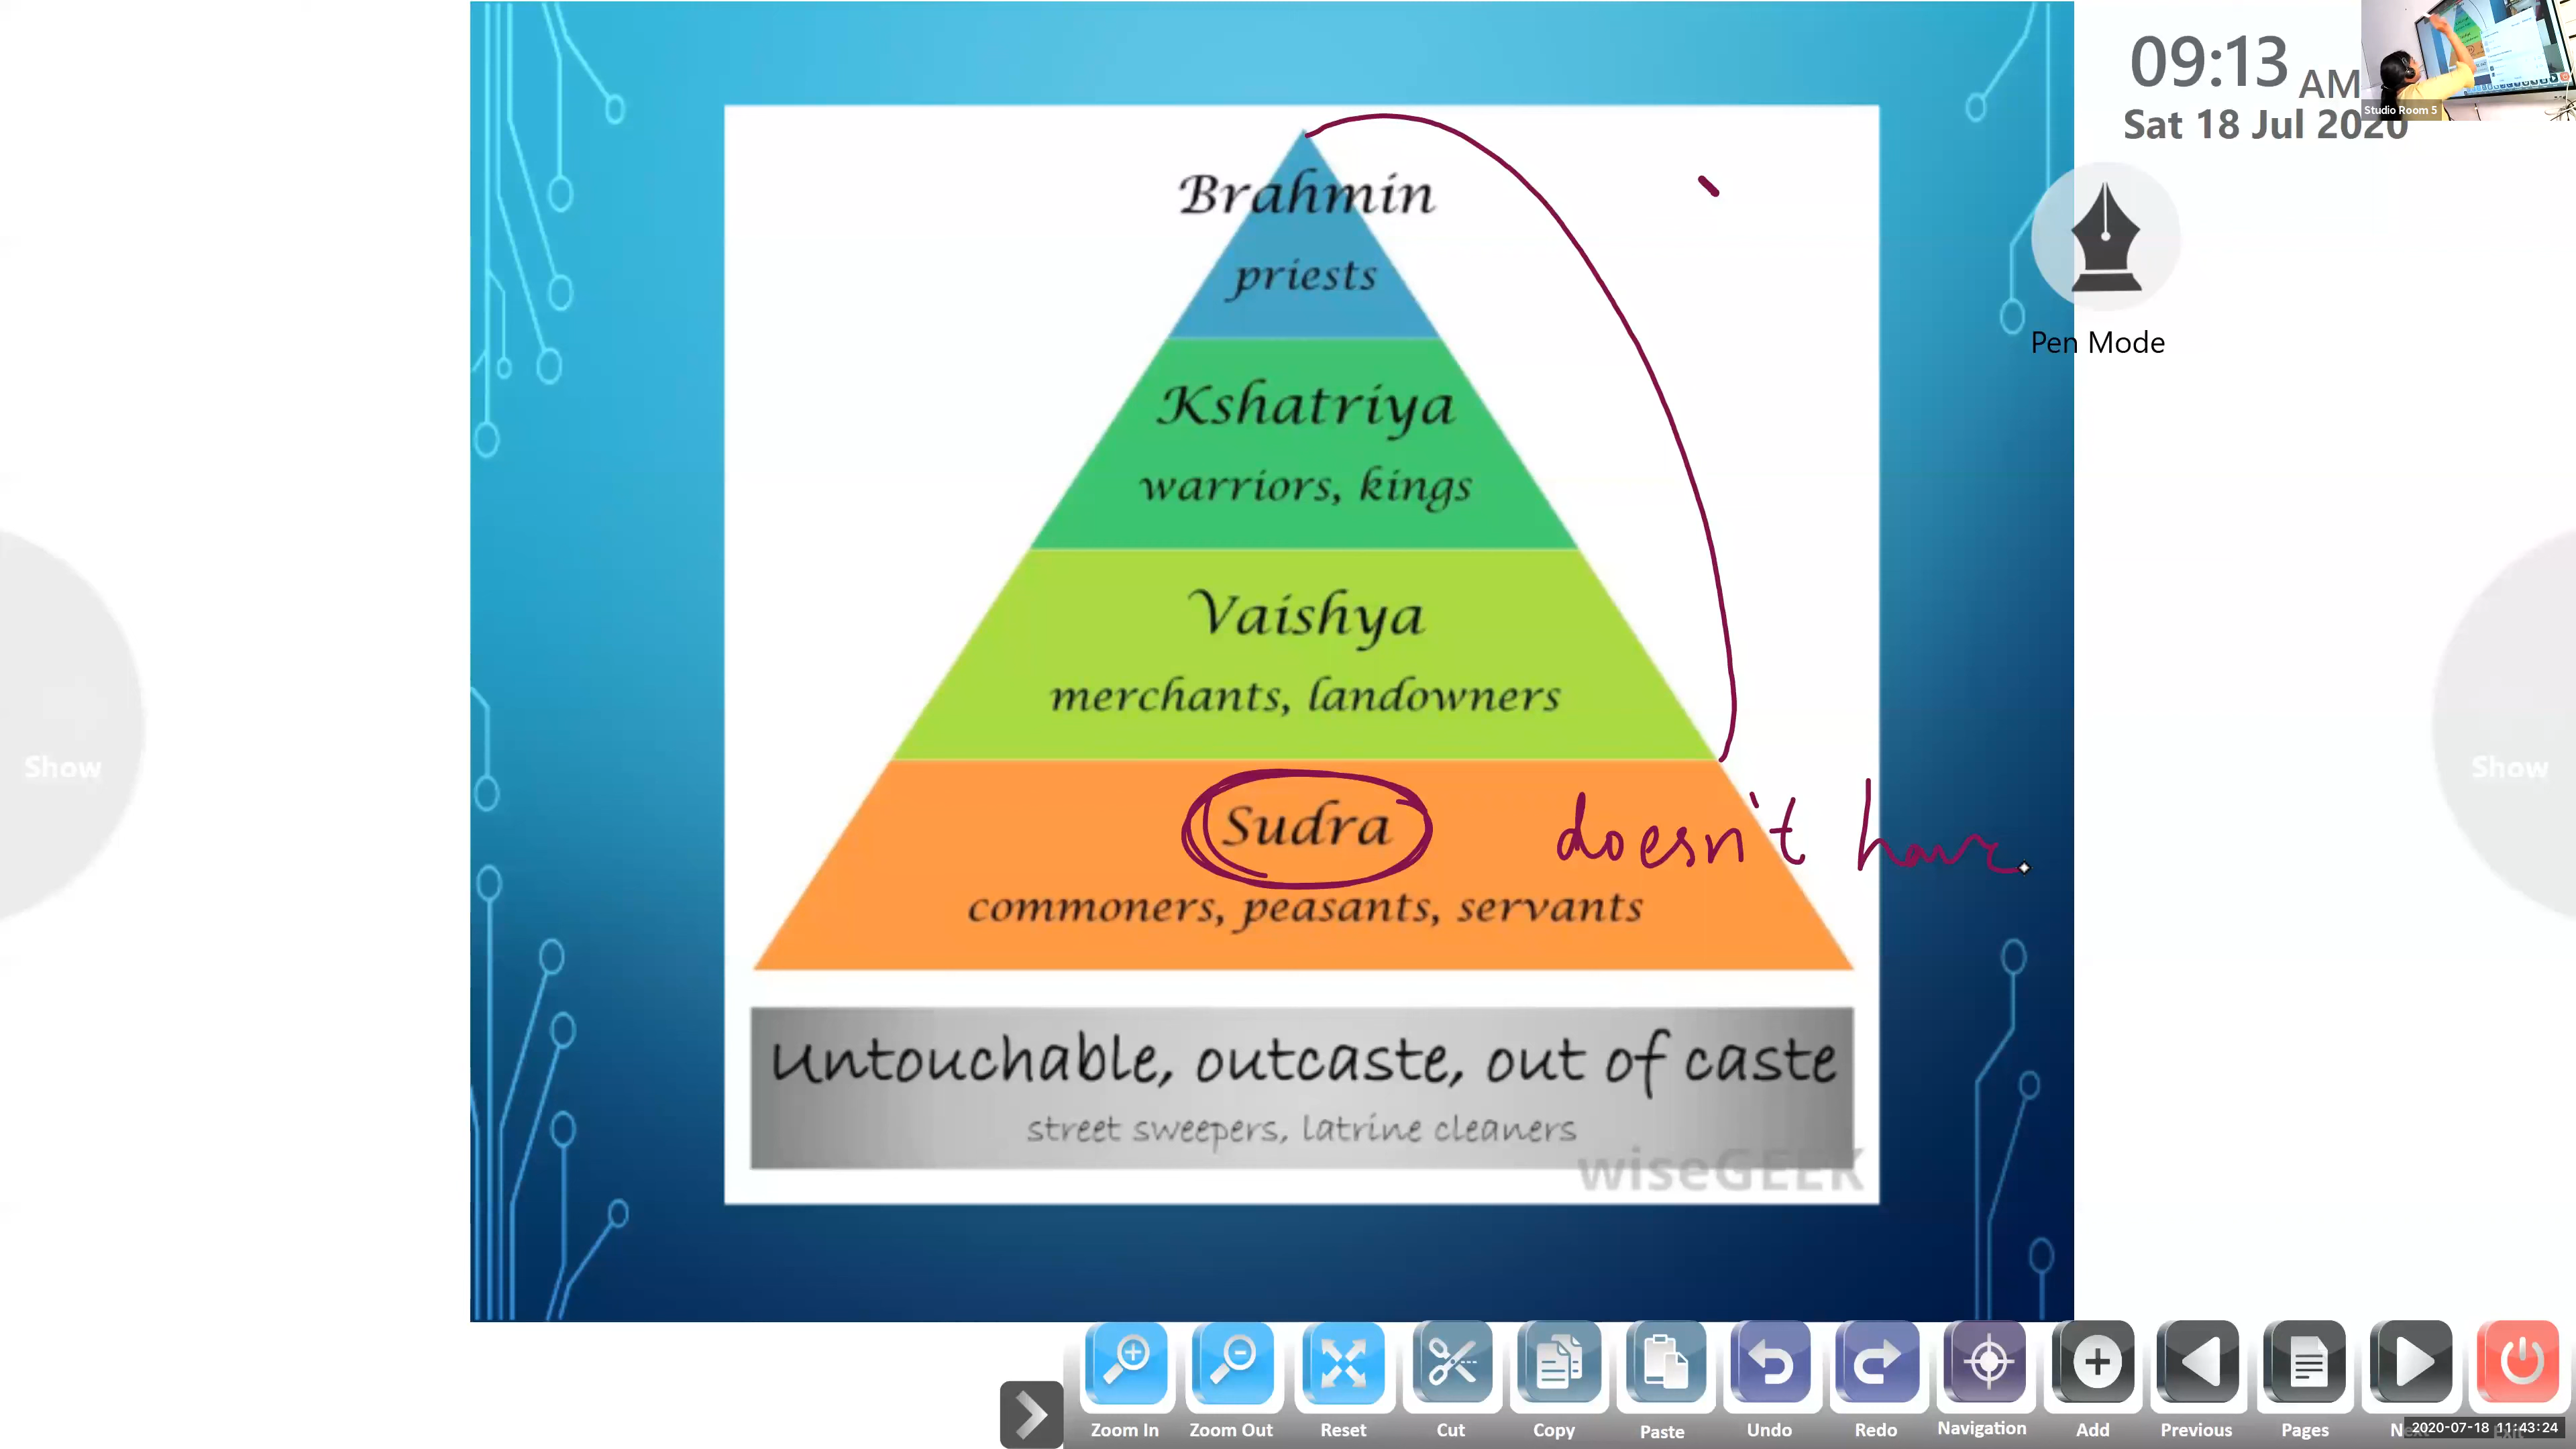 09:13 AM
Sat 18 Jul 2020
Studio Room 5
Pen Mode
Brahmin
priests
Kshatriya
warriors, kings
Vaishya
merchants, landowners
Show
Show
Sudra doesn't have
commoners, peasants, servants
Untouchable, outcaste, out of caste
street sweepers, latrine cleaners
wiseGEEK
Zoom In Zoom Out Reset Cut Copy Paste Undo Redo Navigation Add Previous Pages
2020-07-18 11:43:24